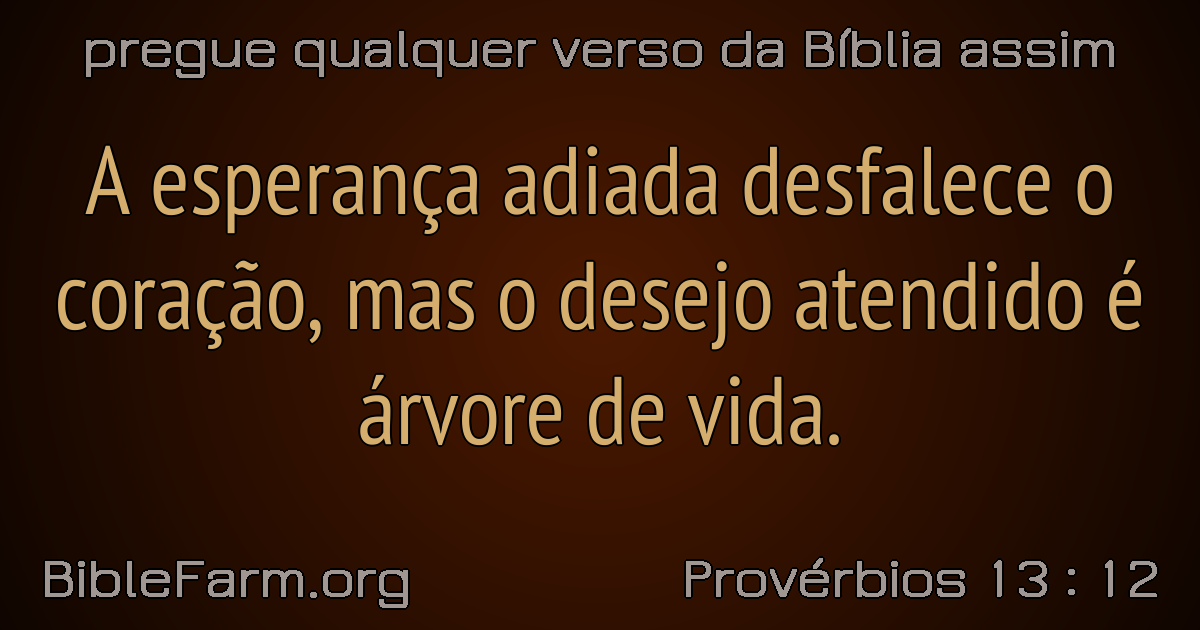 pregue qualquer verso da Bíblia assim
A esperança adiada desfalece o
coração, mas o desejo atendido é
árvore de vida.
BibleFarm.org
Provérbios 13 : 12